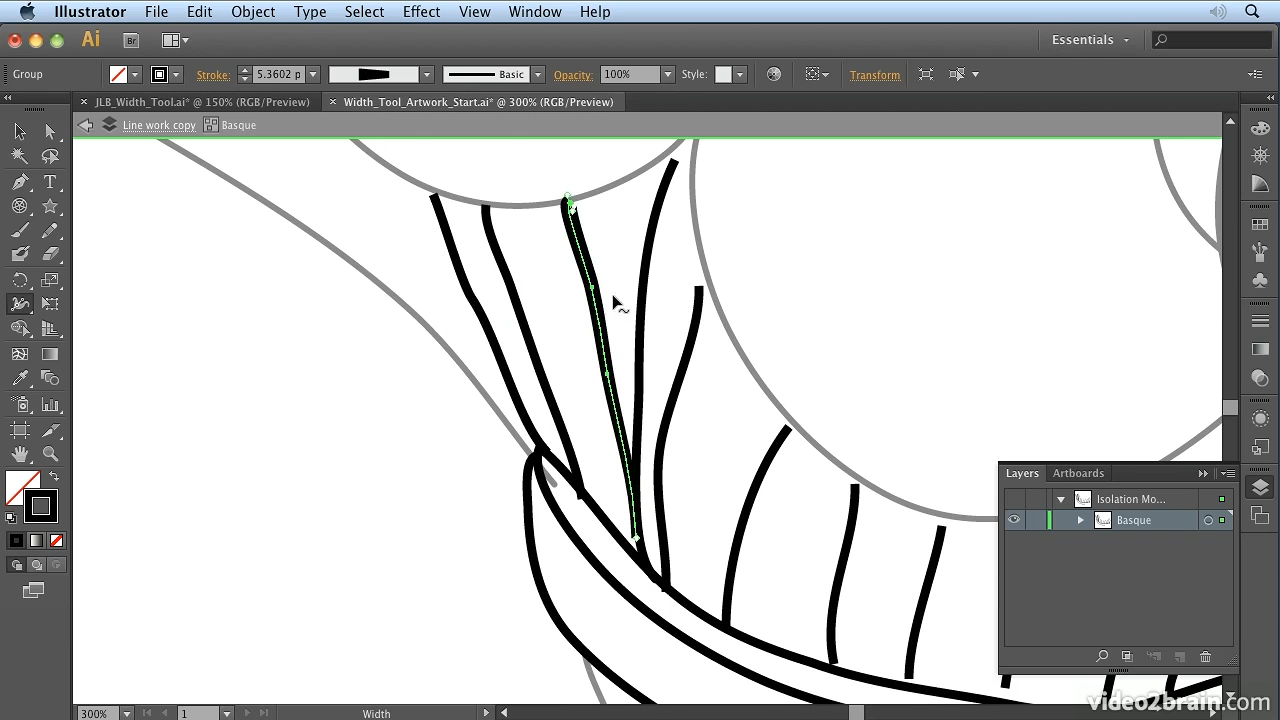 Illustrator File Edit Object Type Select Effect View Window Help
Ai Br Essentials
Group Stroke: 5.3602 p Basic Opacity: 100% Style: Transform
× JLB_Width_Tool.ai* @ 150% (RGB/Preview) × Width_Tool_Artwork_Start.ai* @ 300% (RGB/Preview)
Line work copy Basque
T
Layers Artboards
Isolation Mo...
Basque
video2brain.com
300% 1 Width